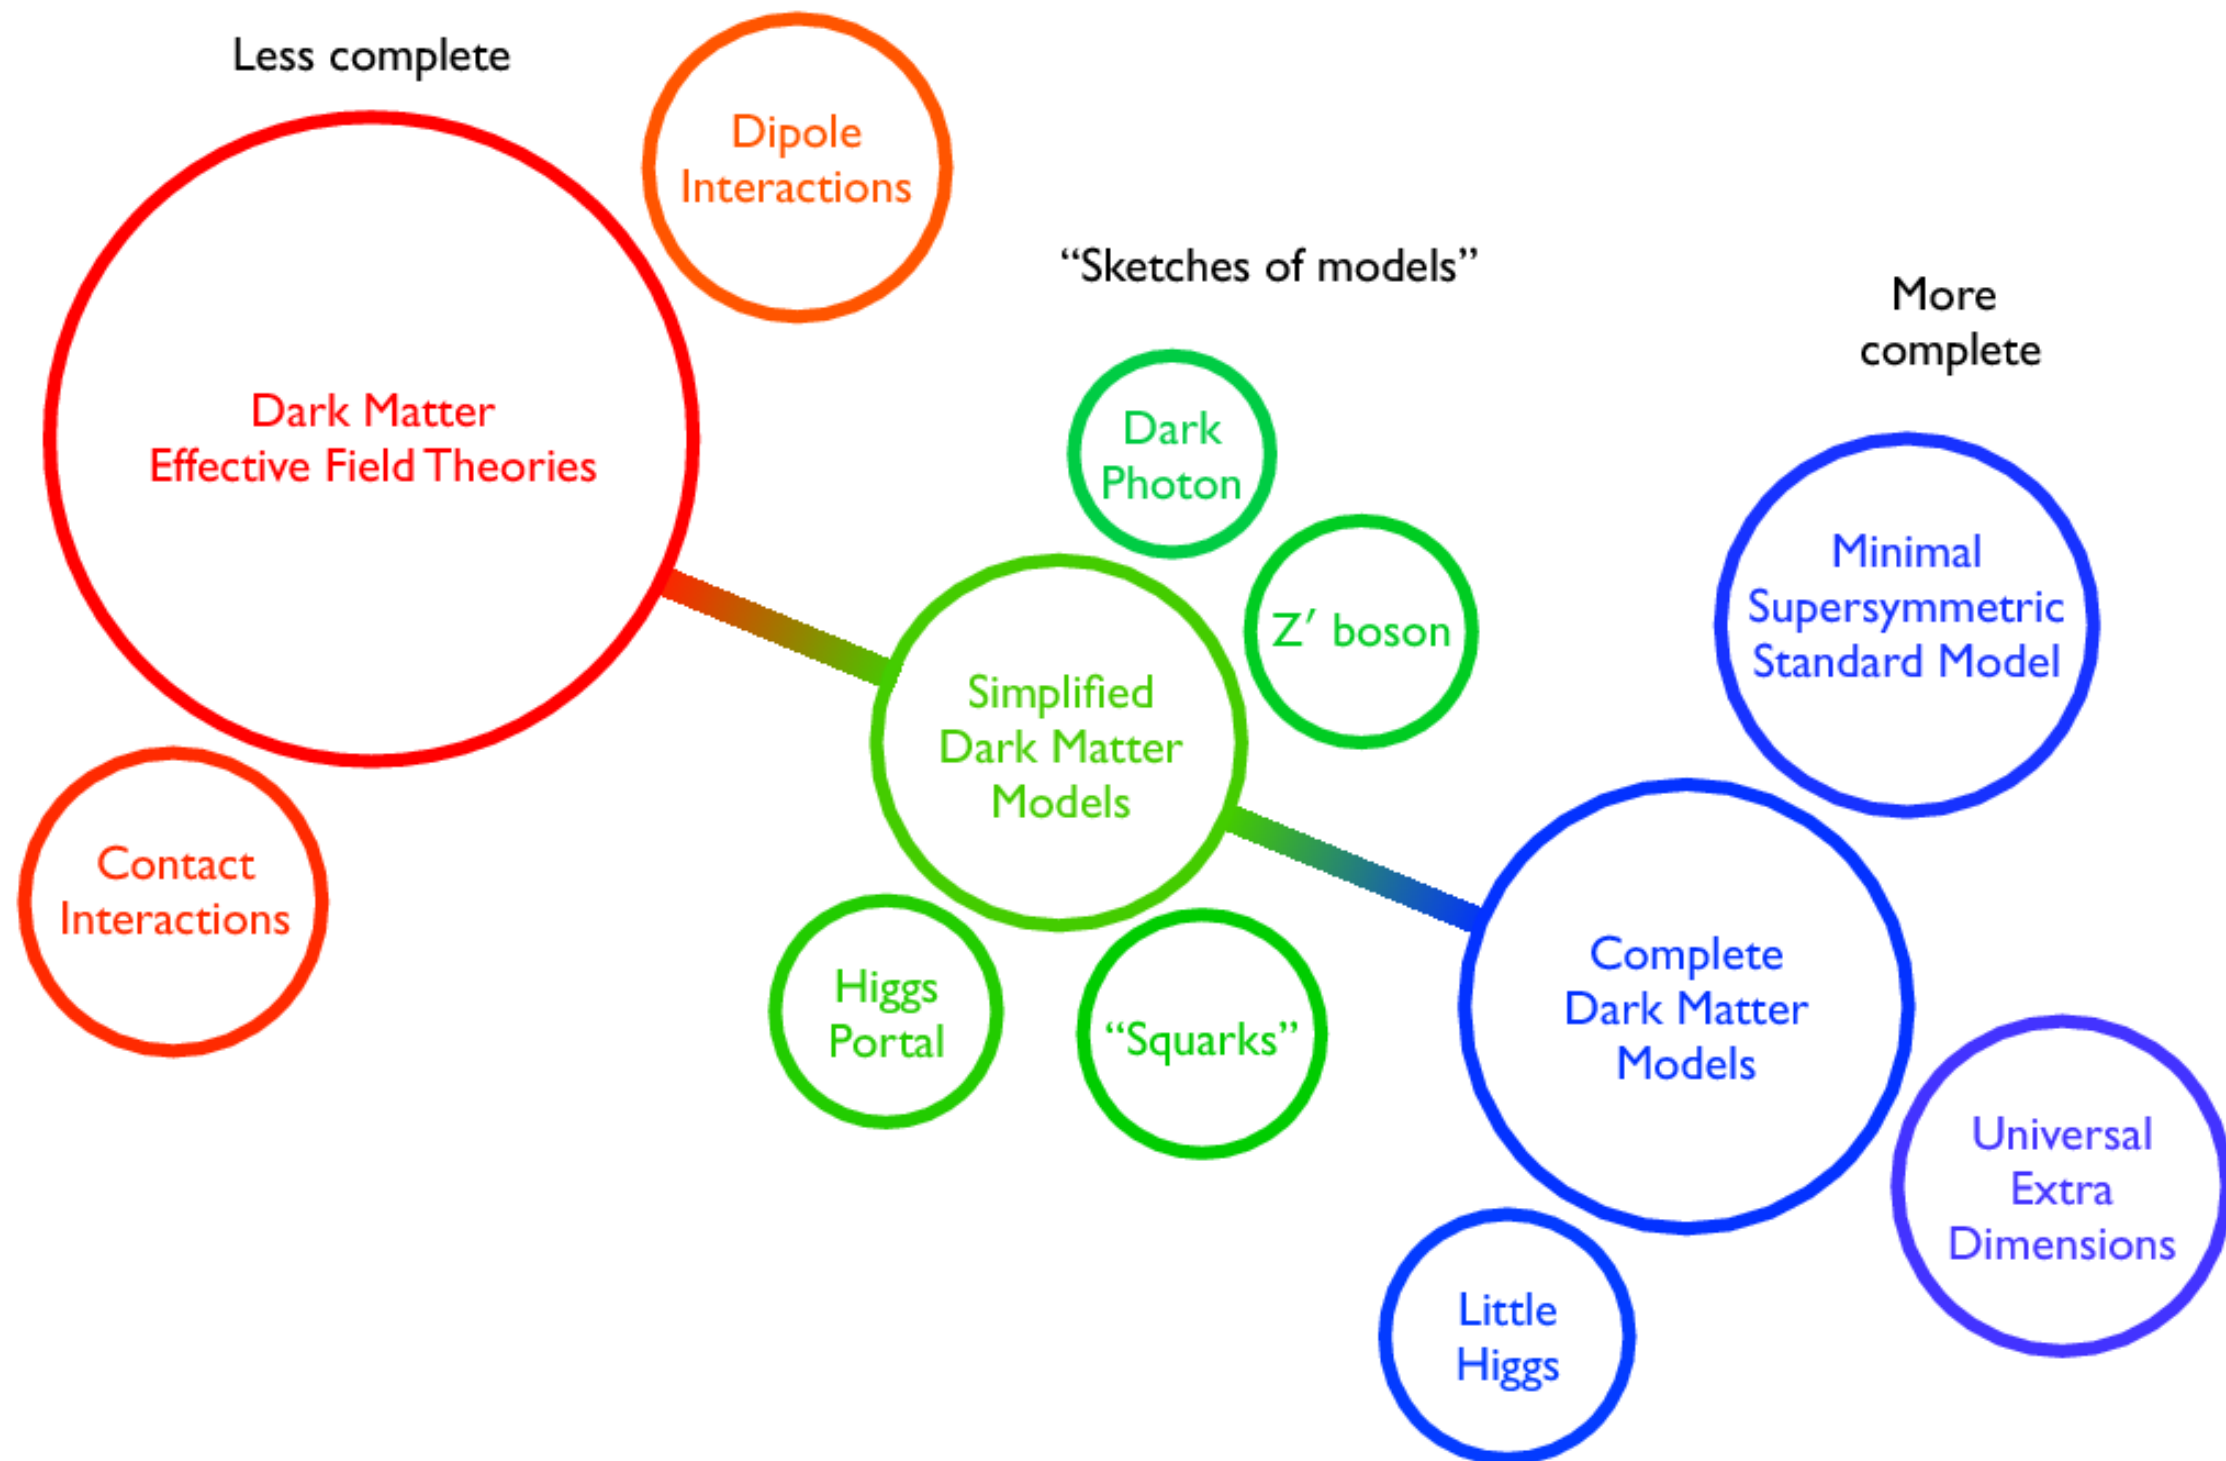 Less complete
Dipole
Interactions
“Sketches of models”
More
complete
Dark Matter
Effective Field Theories
Dark
Photon
Z′ boson
Minimal
Supersymmetric
Standard Model
Simplified
Dark Matter
Models
Contact
Interactions
Higgs
Portal
“Squarks”
Complete
Dark Matter
Models
Universal
Extra
Dimensions
Little
Higgs